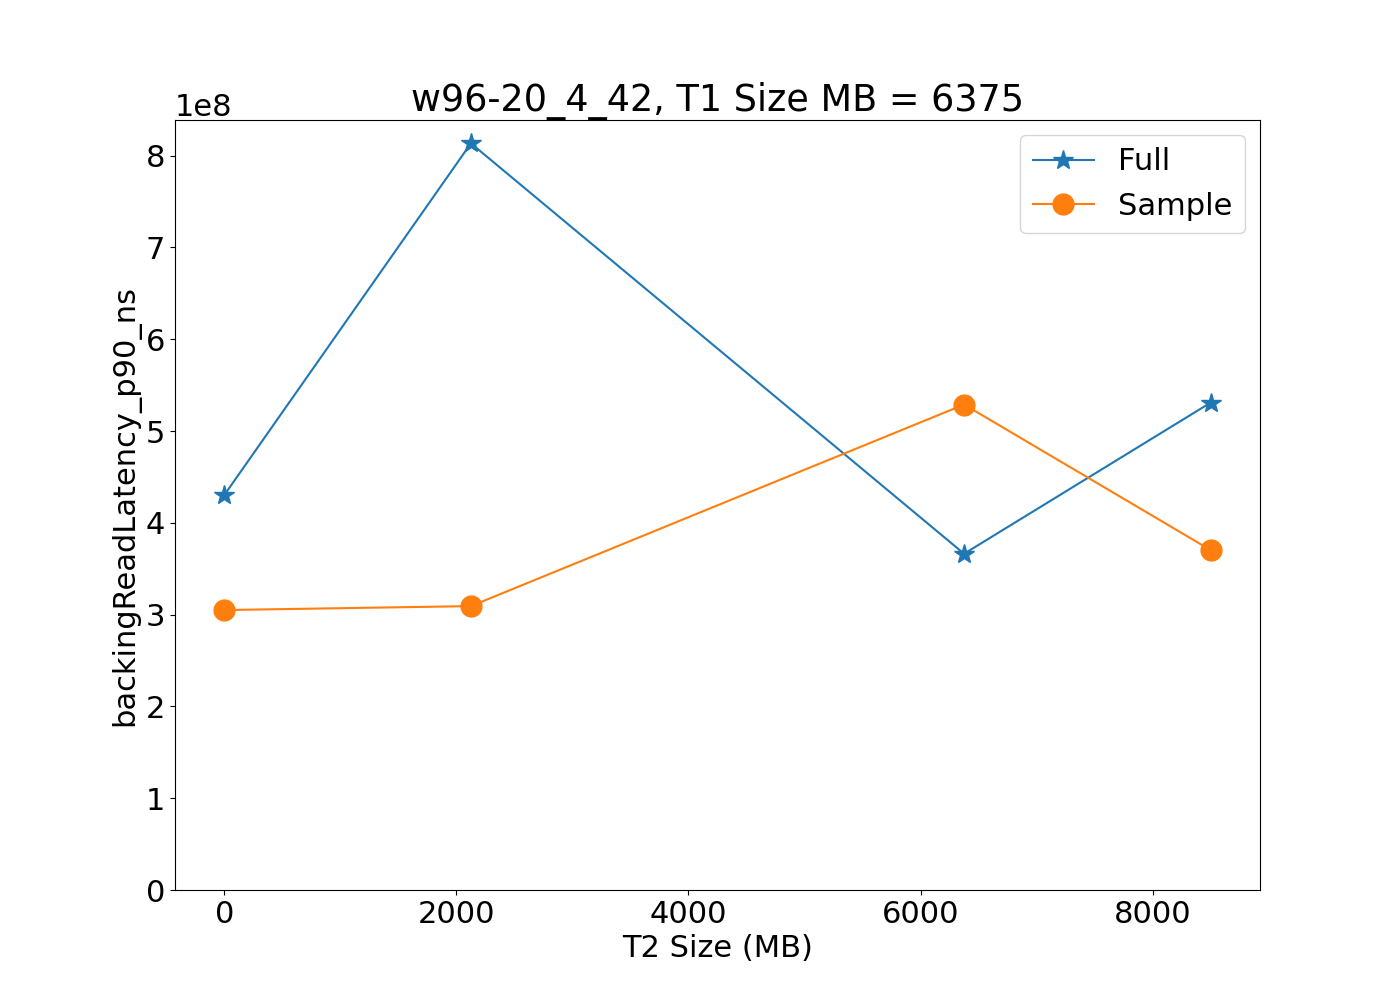 w96-20_4_42, T1 Size MB = 6375
1e8
Full
Sample
8
7
6
5
4
3
2
1
0
backingReadLatency_p90_ns
0 2000 4000 6000 8000
T2 Size (MB)